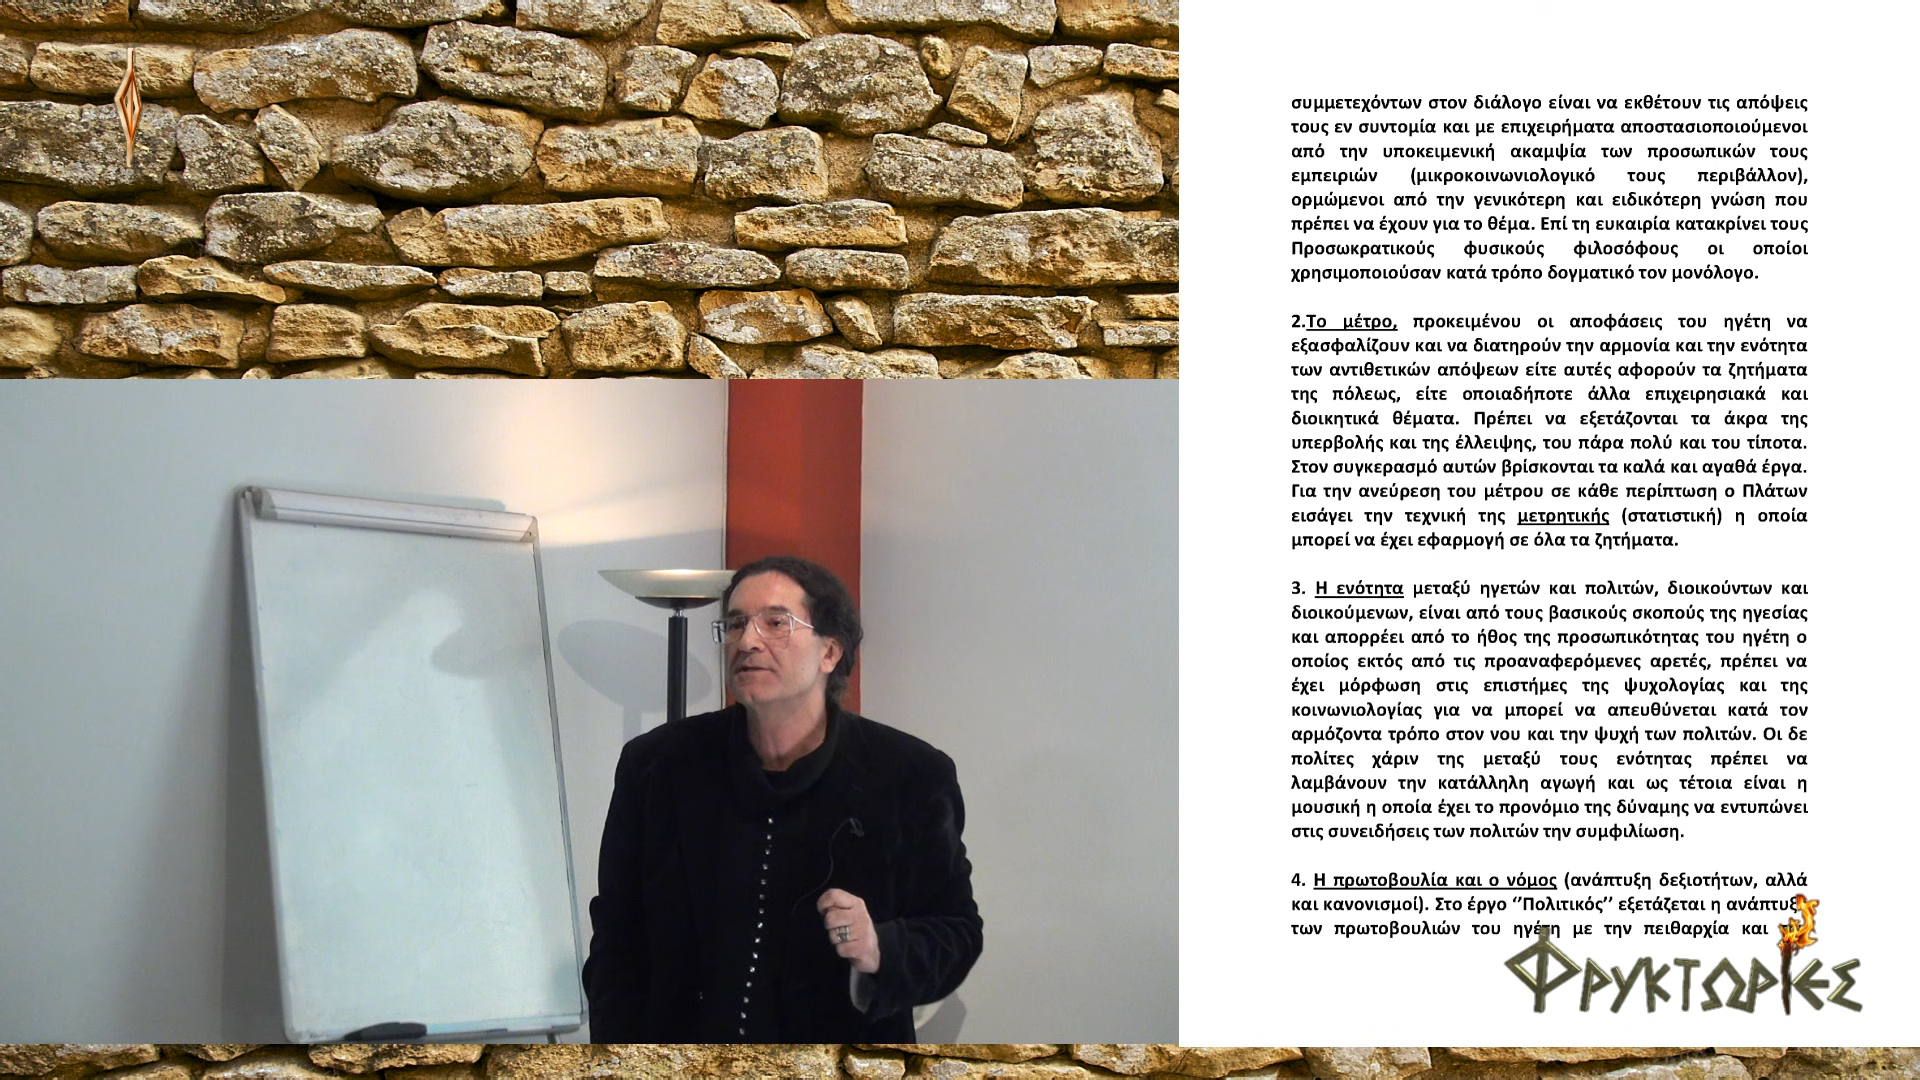 συμμετεχόντων στον διάλογο είναι να εκθέτουν τις απόψεις
τους εν συντομία και με επιχειρήματα αποστασιοποιούμενοι
από την υποκειμενική ακαμψία των προσωπικών τους
εμπειριών (μικροκοινωνιολογικό τους περιβάλλον),
ορμώμενοι από την γενικότερη και ειδικότερη γνώση που
πρέπει να έχουν για το θέμα. Επί τη ευκαιρία κατακρίνει τους
Προσωκρατικούς φυσικούς φιλοσόφους οι οποίοι
χρησιμοποιούσαν κατά τρόπο δογματικό τον μονόλογο.
2.Το μέτρο, προκειμένου οι αποφάσεις του ηγέτη να
εξασφαλίζουν και να διατηρούν την αρμονία και την ενότητα
των αντιθετικών απόψεων είτε αυτές αφορούν τα ζητήματα
της πόλεως, είτε οποιαδήποτε άλλα επιχειρησιακά και
διοικητικά θέματα. Πρέπει να εξετάζονται τα άκρα της
υπερβολής και της έλλειψης, του πάρα πολύ και του τίποτα.
Στον συγκερασμό αυτών βρίσκονται τα καλά και αγαθά έργα.
Για την ανεύρεση του μέτρου σε κάθε περίπτωση ο Πλάτων
εισάγει την τεχνική της μετρητικής (στατιστική) η οποία
μπορεί να έχει εφαρμογή σε όλα τα ζητήματα.
3. Η ενότητα μεταξύ ηγετών και πολιτών, διοικούντων και
διοικούμενων, είναι από τους βασικούς σκοπούς της ηγεσίας
και απορρέει από το ήθος της προσωπικότητας του ηγέτη ο
οποίος εκτός από τις προαναφερόμενες αρετές, πρέπει να
έχει μόρφωση στις επιστήμες της ψυχολογίας και της
κοινωνιολογίας για να μπορεί να απευθύνεται κατά τον
αρμόζοντα τρόπο στον νου και την ψυχή των πολιτών. Οι δε
πολίτες χάριν της μεταξύ τους ενότητας πρέπει να
λαμβάνουν την κατάλληλη αγωγή και ως τέτοια είναι η
μουσική η οποία έχει το προνόμιο της δύναμης να εντυπώνει
στις συνειδήσεις των πολιτών την συμφιλίωση.
4. Η πρωτοβουλία και ο νόμος (ανάπτυξη δεξιοτήτων, αλλά
και κανονισμοί). Στο έργο ‘’Πολιτικός’’ εξετάζεται η
των πρωτοβουλιών του ηγέτη με την πειθαρχία και
ΦΡΥΚΤΩΡΙΕΣ